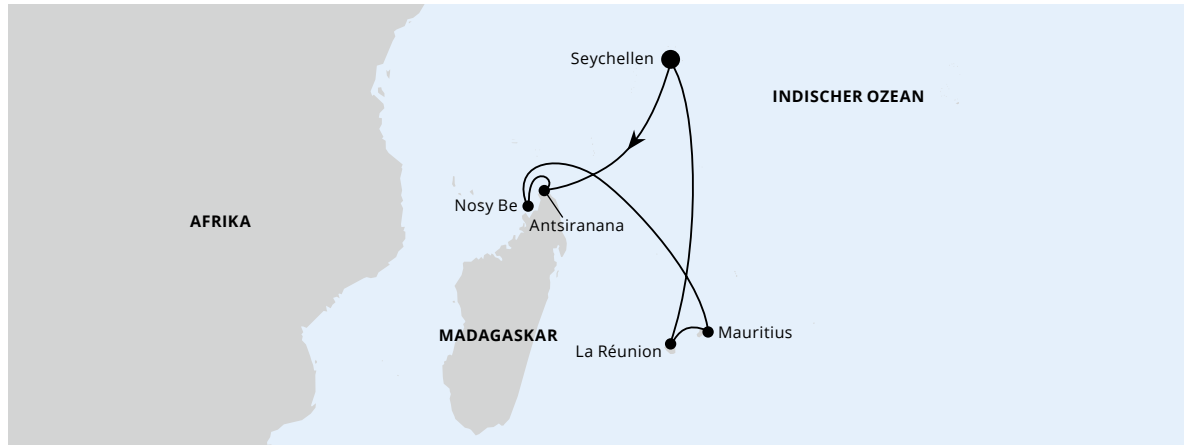 Seychellen
INDISCHER OZEAN
Nosy Be
AFRIKA
Antsiranana
MADAGASKAR
Mauritius
La Réunion